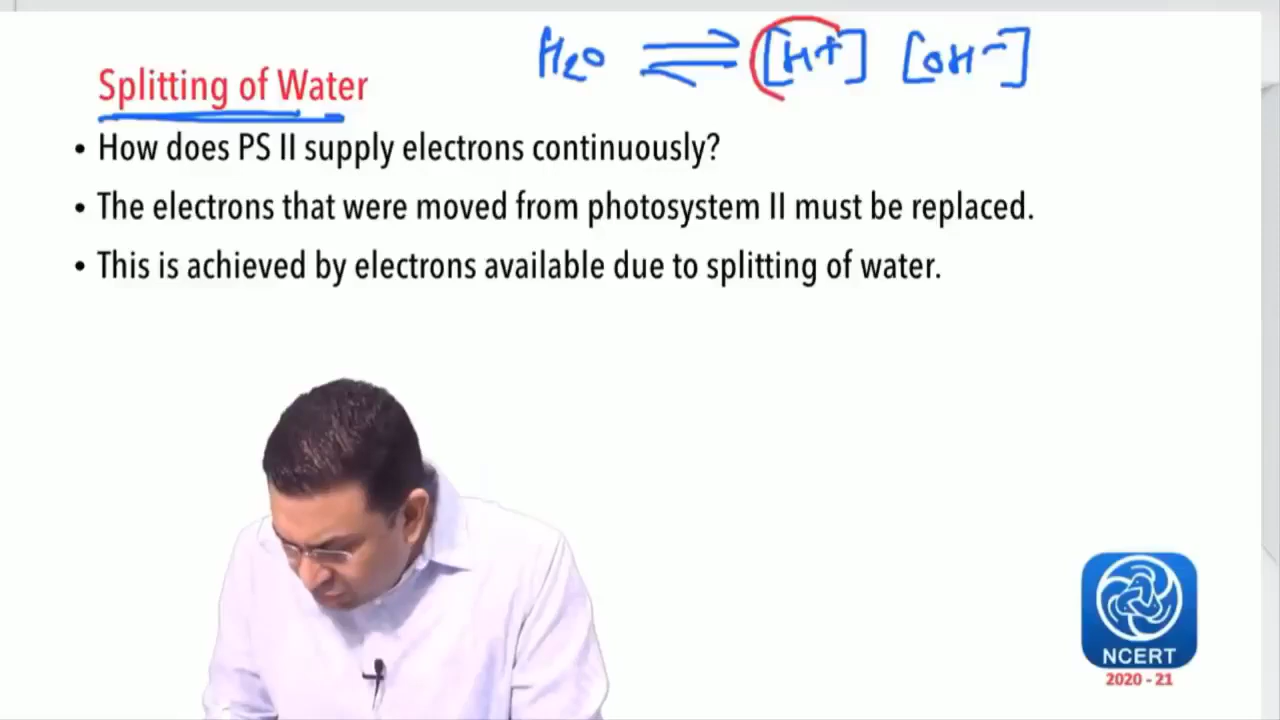 H₂O ⇌ [H+] [OH⁻]
Splitting of Water
• How does PS II supply electrons continuously?
• The electrons that were moved from photosystem II must be replaced.
• This is achieved by electrons available due to splitting of water.
NCERT
2020 - 21